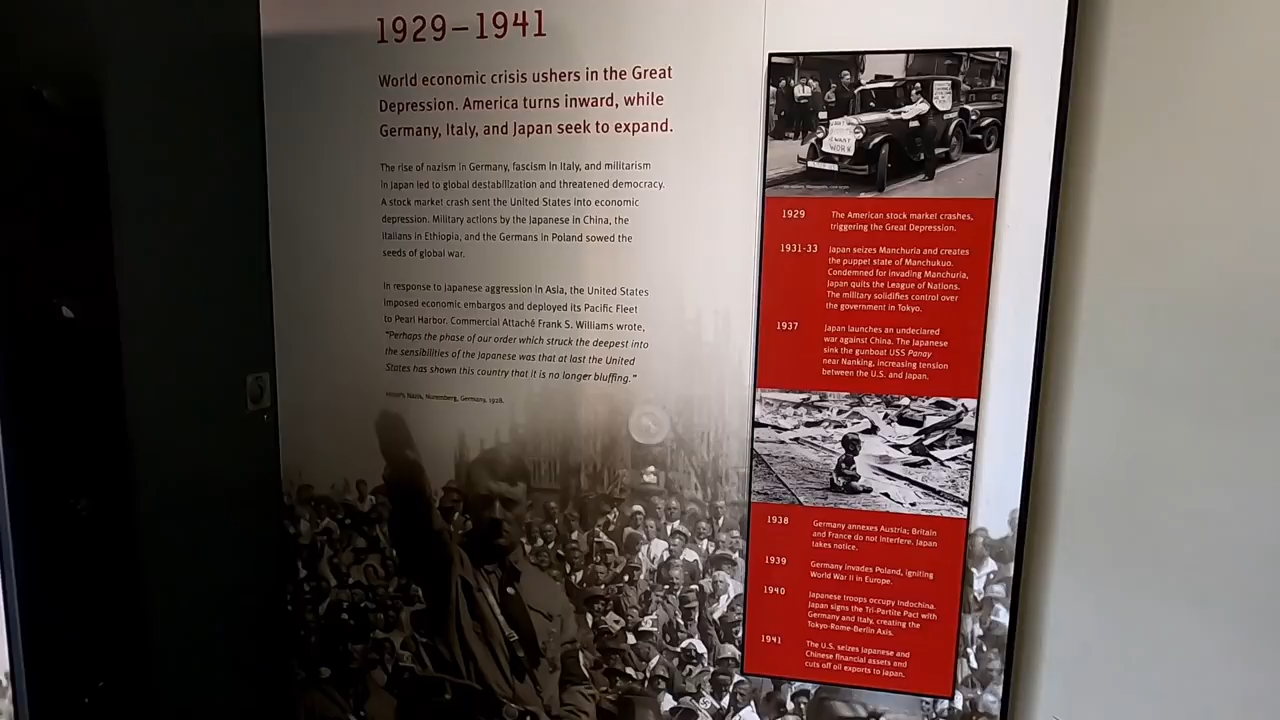 1929–1941
World economic crisis ushers in the Great
Depression. America turns inward, while
Germany, Italy, and Japan seek to expand.
The rise of nazism in Germany, fascism in Italy, and militarism
in Japan led to global destabilization and threatened democracy.
A stock market crash sent the United States into economic
depression. Military actions by the Japanese in China, the
Italians in Ethiopia, and the Germans in Poland sowed the
seeds of global war.
In response to Japanese aggression in Asia, the United States
imposed economic embargos and deployed its Pacific Fleet
to Pearl Harbor. Commercial Attaché Frank S. Williams wrote,
"Perhaps the phase of our order which struck the deepest into
the sensibilities of the Japanese was that at last the United
States has shown this country that it is no longer bluffing."
Nazis, Nuremberg, Germany, 1928.
WANT
WORK
1929 The American stock market crashes,
triggering the Great Depression.
1931-33 Japan seizes Manchuria and creates
the puppet state of Manchukuo.
Condemned for invading Manchuria,
Japan quits the League of Nations.
The military solidifies control over
the government in Tokyo.
1937 Japan launches an undeclared
war against China. The Japanese
sink the gunboat USS Panay
near Nanking, increasing tension
between the U.S. and Japan.
1938 Germany annexes Austria; Britain
and France do not interfere. Japan
takes notice.
1939 Germany invades Poland, igniting
World War II in Europe.
1940 Japanese troops occupy Indochina.
Japan signs the Tri-Partite Pact with
Germany and Italy, creating the
Tokyo-Rome-Berlin Axis.
1941 The U.S. seizes Japanese and
Chinese financial assets and
cuts off oil exports to Japan.